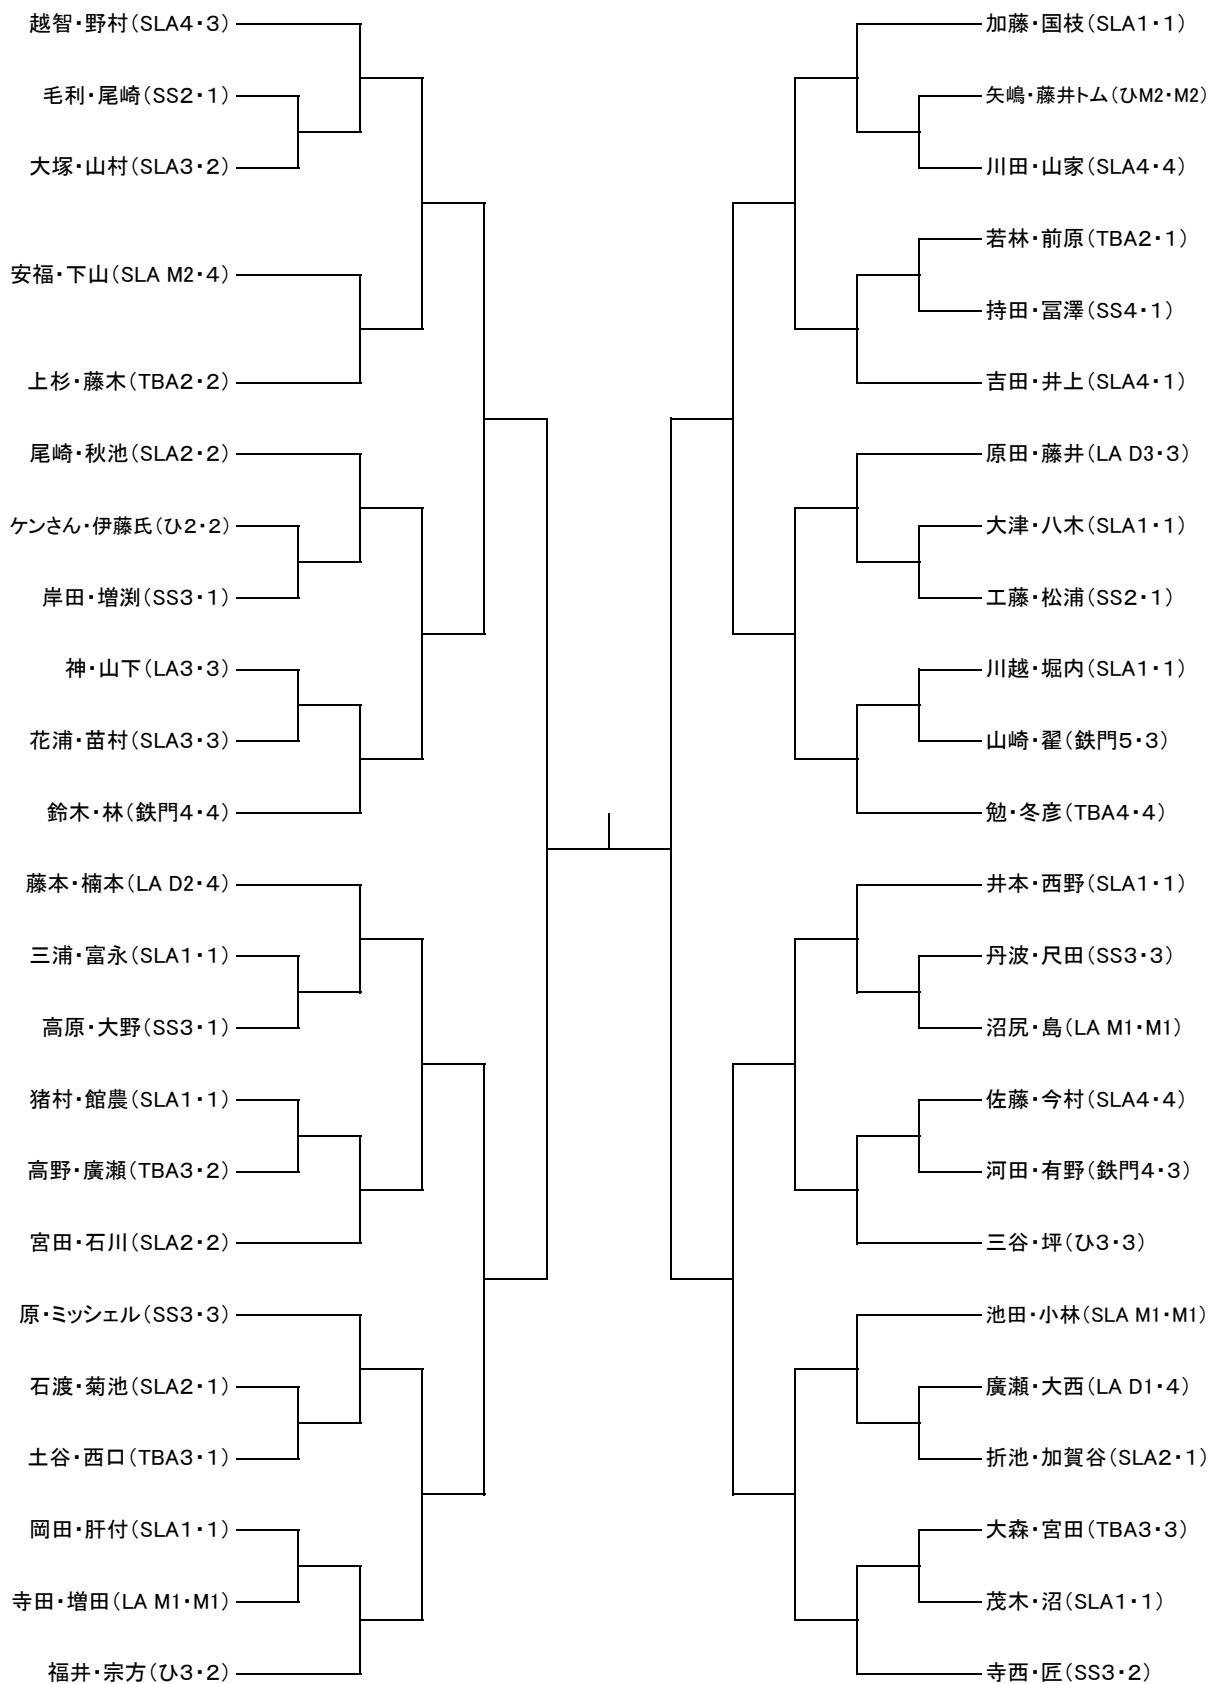 越智・野村(SLA4・3)
毛利・尾崎(SS2・1)
大塚・山村(SLA3・2)
安福・下山(SLA M2・4)
上杉・藤木(TBA2・2)
尾崎・秋池(SLA2・2)
ケンさん・伊藤氏(ひ2・2)
岸田・増渕(SS3・1)
神・山下(LA3・3)
花浦・苗村(SLA3・3)
鈴木・林(鉄門4・4)
藤本・楠本(LA D2・4)
三浦・富永(SLA1・1)
高原・大野(SS3・1)
猪村・館農(SLA1・1)
高野・廣瀬(TBA3・2)
宮田・石川(SLA2・2)
原・ミッシェル(SS3・3)
石渡・菊池(SLA2・1)
土谷・西口(TBA3・1)
岡田・肝付(SLA1・1)
寺田・増田(LA M1・M1)
福井・宗方(ひ3・2)
加藤・国枝(SLA1・1)
矢嶋・藤井トム(ひM2・M2)
川田・山家(SLA4・4)
若林・前原(TBA2・1)
持田・冨澤(SS4・1)
吉田・井上(SLA4・1)
原田・藤井(LA D3・3)
大津・八木(SLA1・1)
工藤・松浦(SS2・1)
川越・堀内(SLA1・1)
山崎・翟(鉄門5・3)
勉・冬彦(TBA4・4)
井本・西野(SLA1・1)
丹波・尺田(SS3・3)
沼尻・島(LA M1・M1)
佐藤・今村(SLA4・4)
河田・有野(鉄門4・3)
三谷・坪(ひ3・3)
池田・小林(SLA M1・M1)
廣瀬・大西(LA D1・4)
折池・加賀谷(SLA2・1)
大森・宮田(TBA3・3)
茂木・沼(SLA1・1)
寺西・匠(SS3・2)